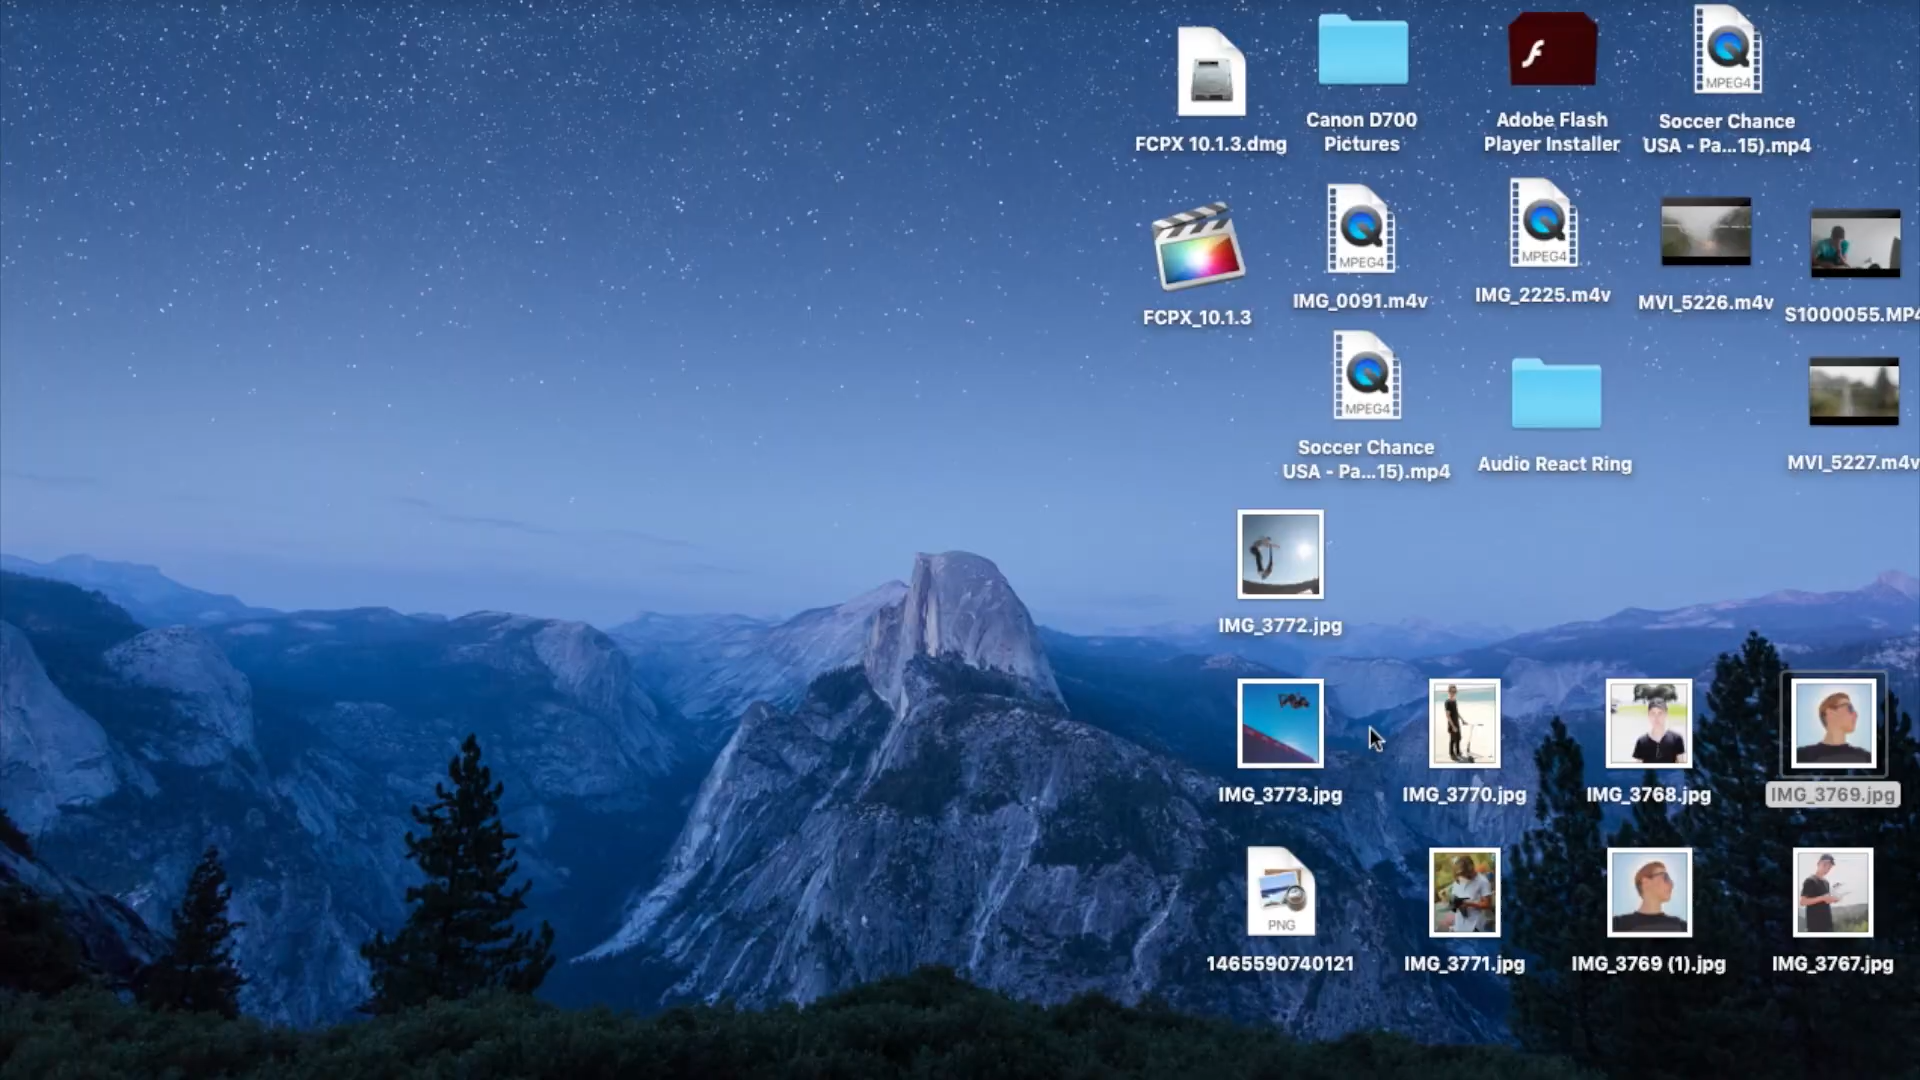 FCPX 10.1.3.dmg
Canon D700
Pictures
Adobe Flash
Player Installer
MPEG4
Soccer Chance
USA - Pa...15).mp4
FCPX_10.1.3
MPEG4
IMG_0091.m4v
MPEG4
IMG_2225.m4v
MVI_5226.m4v
S1000055.MP4
MPEG4
Soccer Chance
USA - Pa...15).mp4
Audio React Ring
MVI_5227.m4v
IMG_3772.jpg
IMG_3773.jpg
IMG_3770.jpg
IMG_3768.jpg
IMG_3769.jpg
PNG
1465590740121
IMG_3771.jpg
IMG_3769 (1).jpg
IMG_3767.jpg